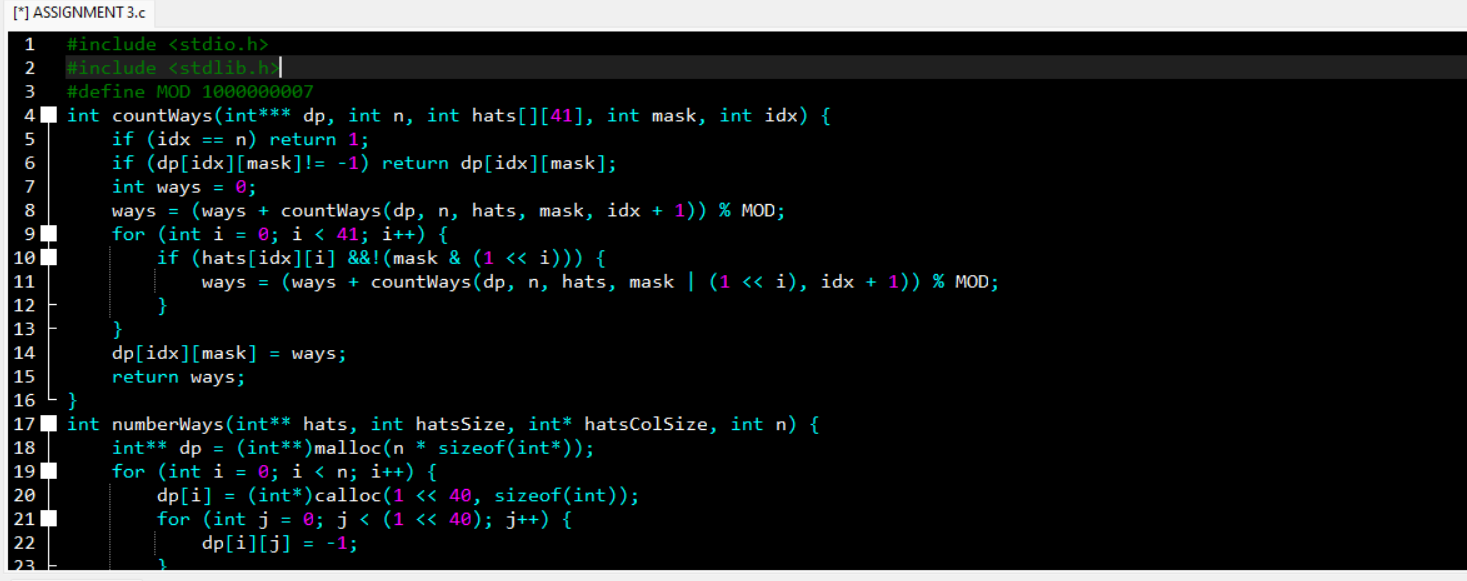 [*] ASSIGNMENT 3.c
1 #include <stdio.h>
2 #include <stdlib.h>
3 #define MOD 1000000007
4 int countWays(int*** dp, int n, int hats[][41], int mask, int idx) {
5 if (idx == n) return 1;
6 if (dp[idx][mask]!= -1) return dp[idx][mask];
7 int ways = 0;
8 ways = (ways + countWays(dp, n, hats, mask, idx + 1)) % MOD;
9 for (int i = 0; i < 41; i++) {
10 if (hats[idx][i] &&!(mask & (1 << i))) {
11 ways = (ways + countWays(dp, n, hats, mask | (1 << i), idx + 1)) % MOD;
12 }
13 }
14 dp[idx][mask] = ways;
15 return ways;
16 }
17 int numberWays(int** hats, int hatsSize, int* hatsColSize, int n) {
18 int** dp = (int**)malloc(n * sizeof(int*));
19 for (int i = 0; i < n; i++) {
20 dp[i] = (int*)calloc(1 << 40, sizeof(int));
21 for (int j = 0; j < (1 << 40); j++) {
22 dp[i][j] = -1;
23 }